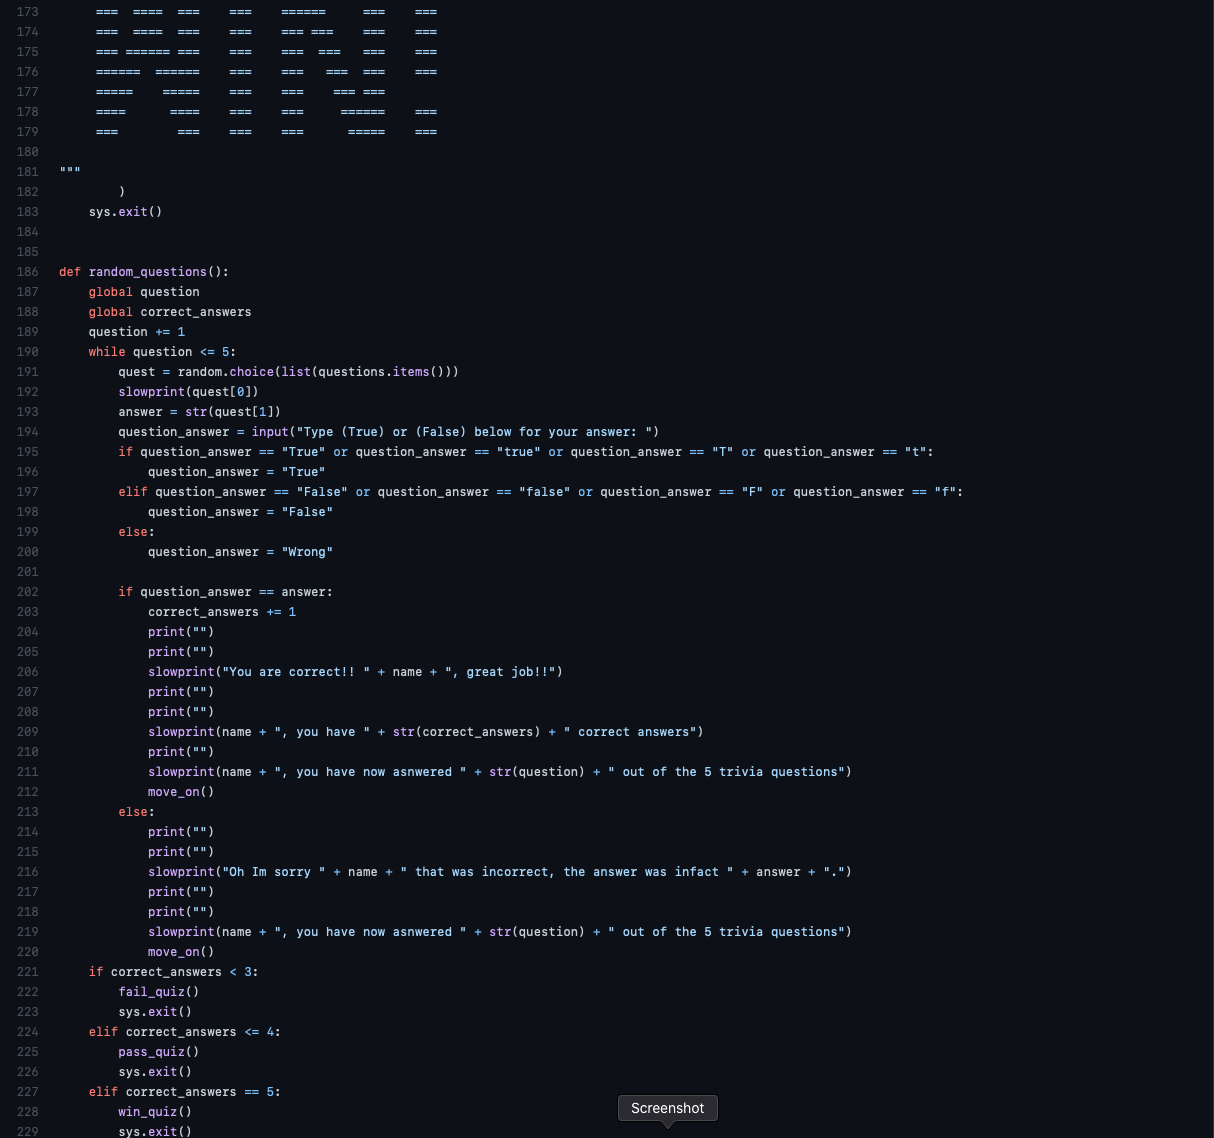 173      ===  ====  ===    ===    ======     ===    ===
174      ===  ====  ===    ===    === ===    ===    ===
175      === ====== ===    ===    ===  ===   ===    ===
176      ======  ======    ===    ===   ===  ===    ===
177      =====    =====    ===    ===    === ===
178      ====      ====    ===    ===     ======    ===
179      ===        ===    ===    ===      =====    ===
180
181 """
182         )
183     sys.exit()
184
185
186 def random_questions():
187     global question
188     global correct_answers
189     question += 1
190     while question <= 5:
191         quest = random.choice(list(questions.items()))
192         slowprint(quest[0])
193         answer = str(quest[1])
194         question_answer = input("Type (True) or (False) below for your answer: ")
195         if question_answer == "True" or question_answer == "true" or question_answer == "T" or question_answer == "t":
196             question_answer = "True"
197         elif question_answer == "False" or question_answer == "false" or question_answer == "F" or question_answer == "f":
198             question_answer = "False"
199         else:
200             question_answer = "Wrong"
201
202         if question_answer == answer:
203             correct_answers += 1
204             print("")
205             print("")
206             slowprint("You are correct!! " + name + ", great job!!")
207             print("")
208             print("")
209             slowprint(name + ", you have " + str(correct_answers) + " correct answers")
210             print("")
211             slowprint(name + ", you have now asnwered " + str(question) + " out of the 5 trivia questions")
212             move_on()
213         else:
214             print("")
215             print("")
216             slowprint("Oh Im sorry " + name + " that was incorrect, the answer was infact " + answer + ".")
217             print("")
218             print("")
219             slowprint(name + ", you have now asnwered " + str(question) + " out of the 5 trivia questions")
220             move_on()
221     if correct_answers < 3:
222         fail_quiz()
223         sys.exit()
224     elif correct_answers <= 4:
225         pass_quiz()
226         sys.exit()
227     elif correct_answers == 5:
228         win_quiz()
Screenshot
229         sys.exit()